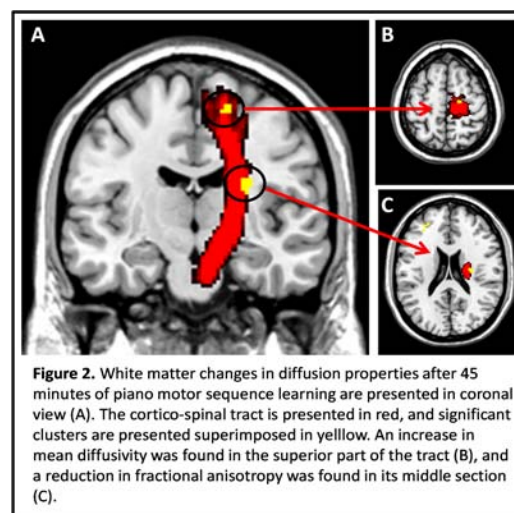 A
B
C
Figure 2. White matter changes in diffusion properties after 45
minutes of piano motor sequence learning are presented in coronal
view (A). The cortico-spinal tract is presented in red, and significant
clusters are presented superimposed in yelllow. An increase in
mean diffusivity was found in the superior part of the tract (B), and
a reduction in fractional anisotropy was found in its middle section
(C).